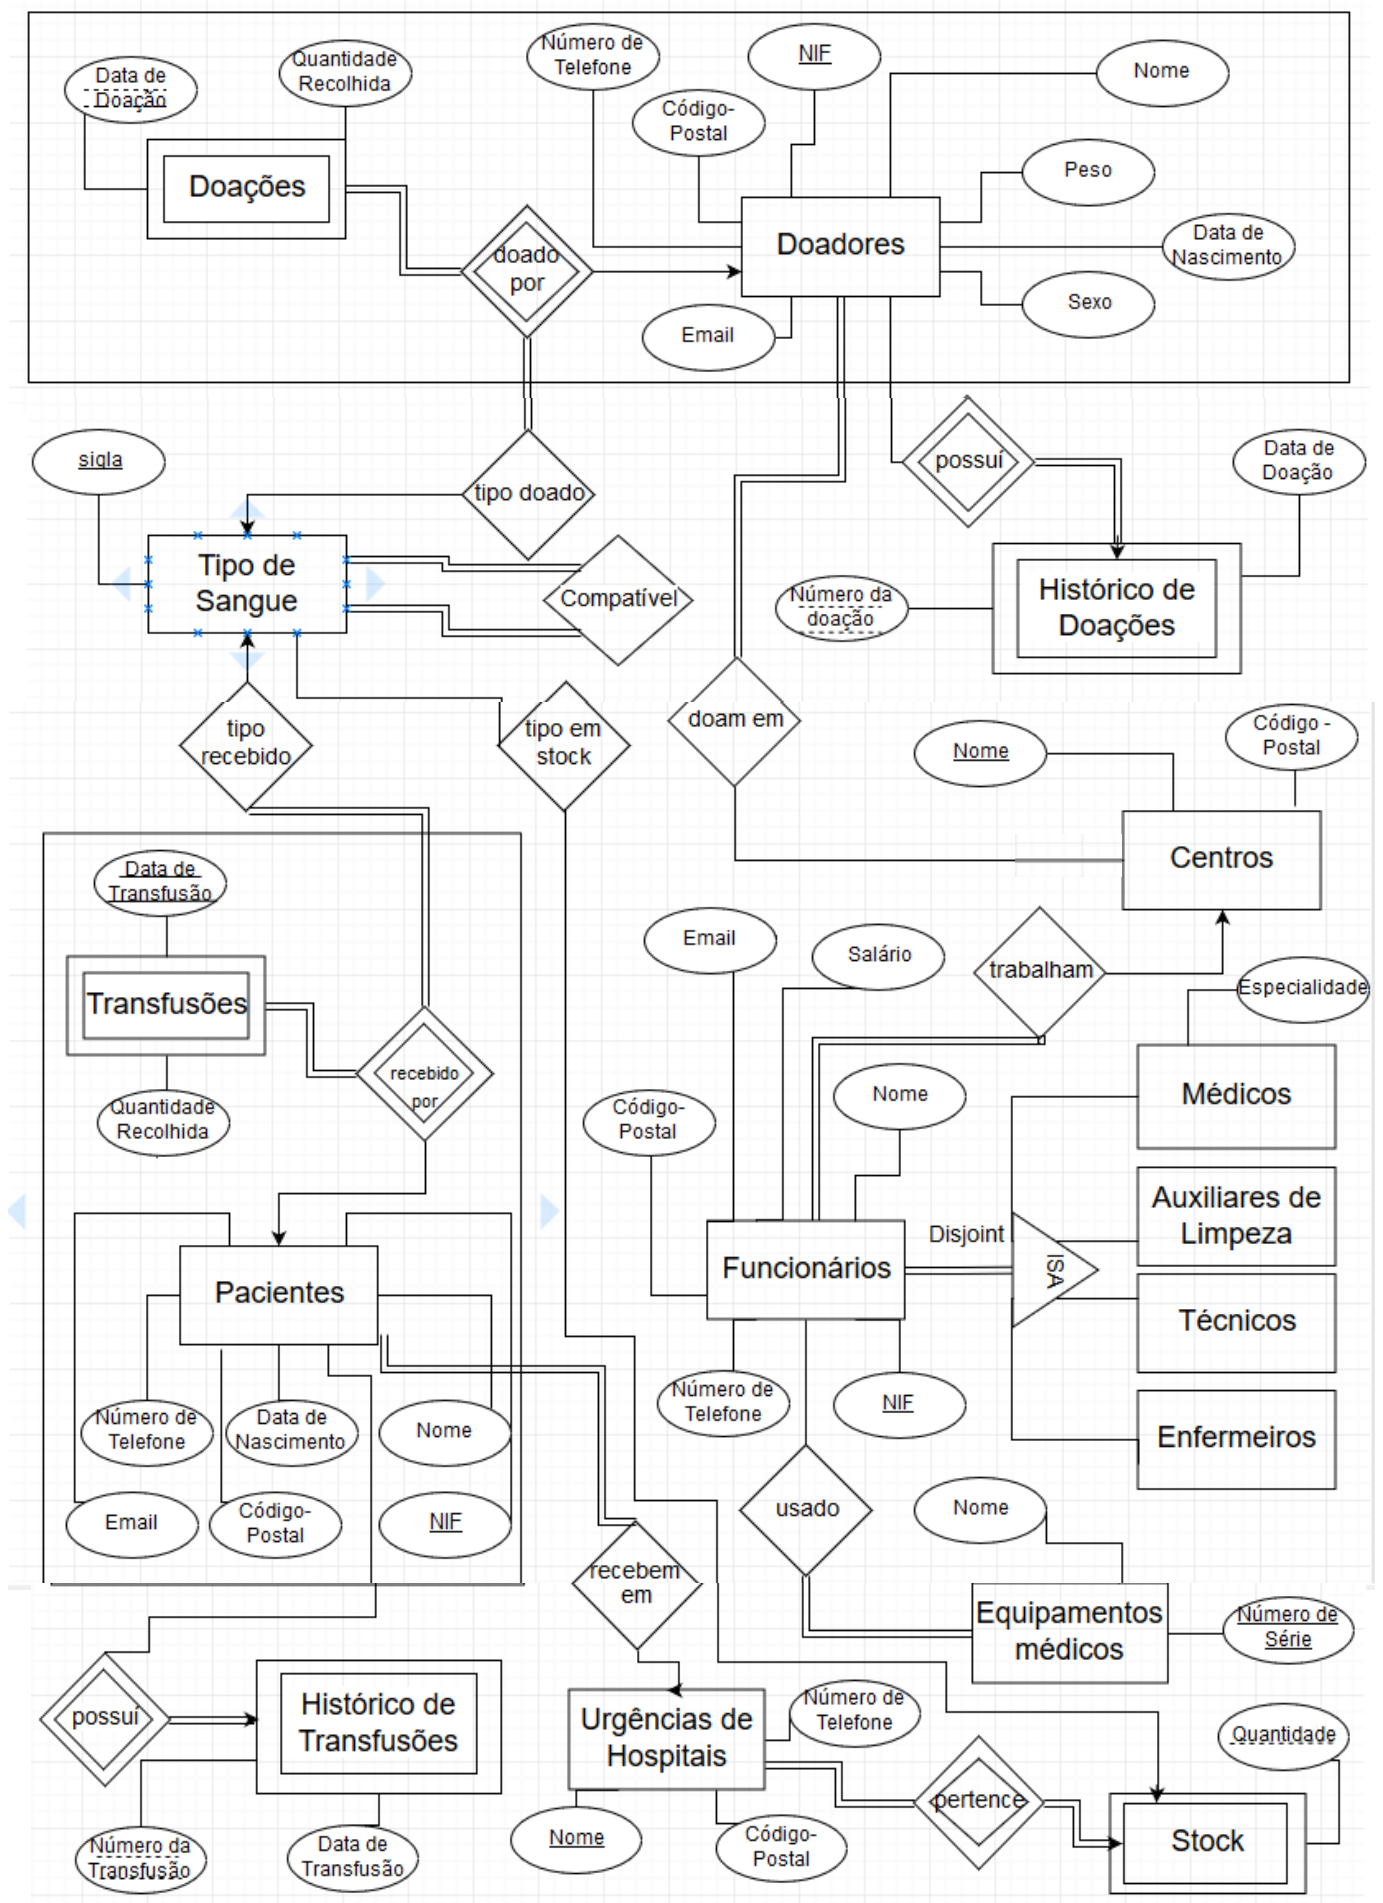 Data de
Doação
Quantidade
Recolhida
Número de
Telefone
NIF
Nome
Código-
Postal
Peso
Doações
Doadores
Data de
Nascimento
doado
por
Sexo
Email
sigla
possuí
Data de
Doação
tipo doado
Tipo de
Sangue
Compatível
Número da
doação
Histórico de
Doações
tipo
recebido
tipo em
stock
doam em
Nome
Código -
Postal
Centros
Data de
Transfusão
Email
Salário
trabalham
Especialidade
Transfusões
recebido
por
Nome
Médicos
Quantidade
Recolhida
Código-
Postal
Auxiliares de
Limpeza
Disjoint
ISA
Funcionários
Pacientes
Técnicos
Número de
Telefone
Data de
Nascimento
Nome
Número de
Telefone
NIF
Enfermeiros
Email
Código-
Postal
NIF
usado
Nome
recebem
em
Equipamentos
médicos
Número de
Série
possuí
Histórico de
Transfusões
Urgências de
Hospitais
Número de
Telefone
Quantidade
pertence
Stock
Número da
Transfusão
Data de
Transfusão
Nome
Código-
Postal